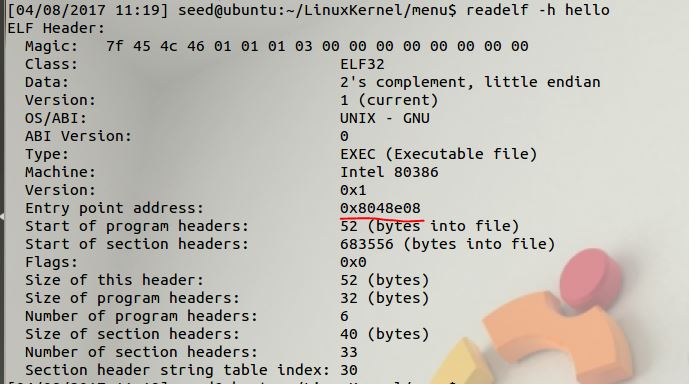 [04/08/2017 11:19] seed@ubuntu:~/LinuxKernel/menu$ readelf -h hello
ELF Header:
  Magic:   7f 45 4c 46 01 01 01 03 00 00 00 00 00 00 00 00
  Class:                             ELF32
  Data:                              2's complement, little endian
  Version:                           1 (current)
  OS/ABI:                            UNIX - GNU
  ABI Version:                       0
  Type:                              EXEC (Executable file)
  Machine:                           Intel 80386
  Version:                           0x1
  Entry point address:               0x8048e08
  Start of program headers:          52 (bytes into file)
  Start of section headers:          683556 (bytes into file)
  Flags:                             0x0
  Size of this header:               52 (bytes)
  Size of program headers:           32 (bytes)
  Number of program headers:         6
  Size of section headers:           40 (bytes)
  Number of section headers:         33
  Section header string table index: 30